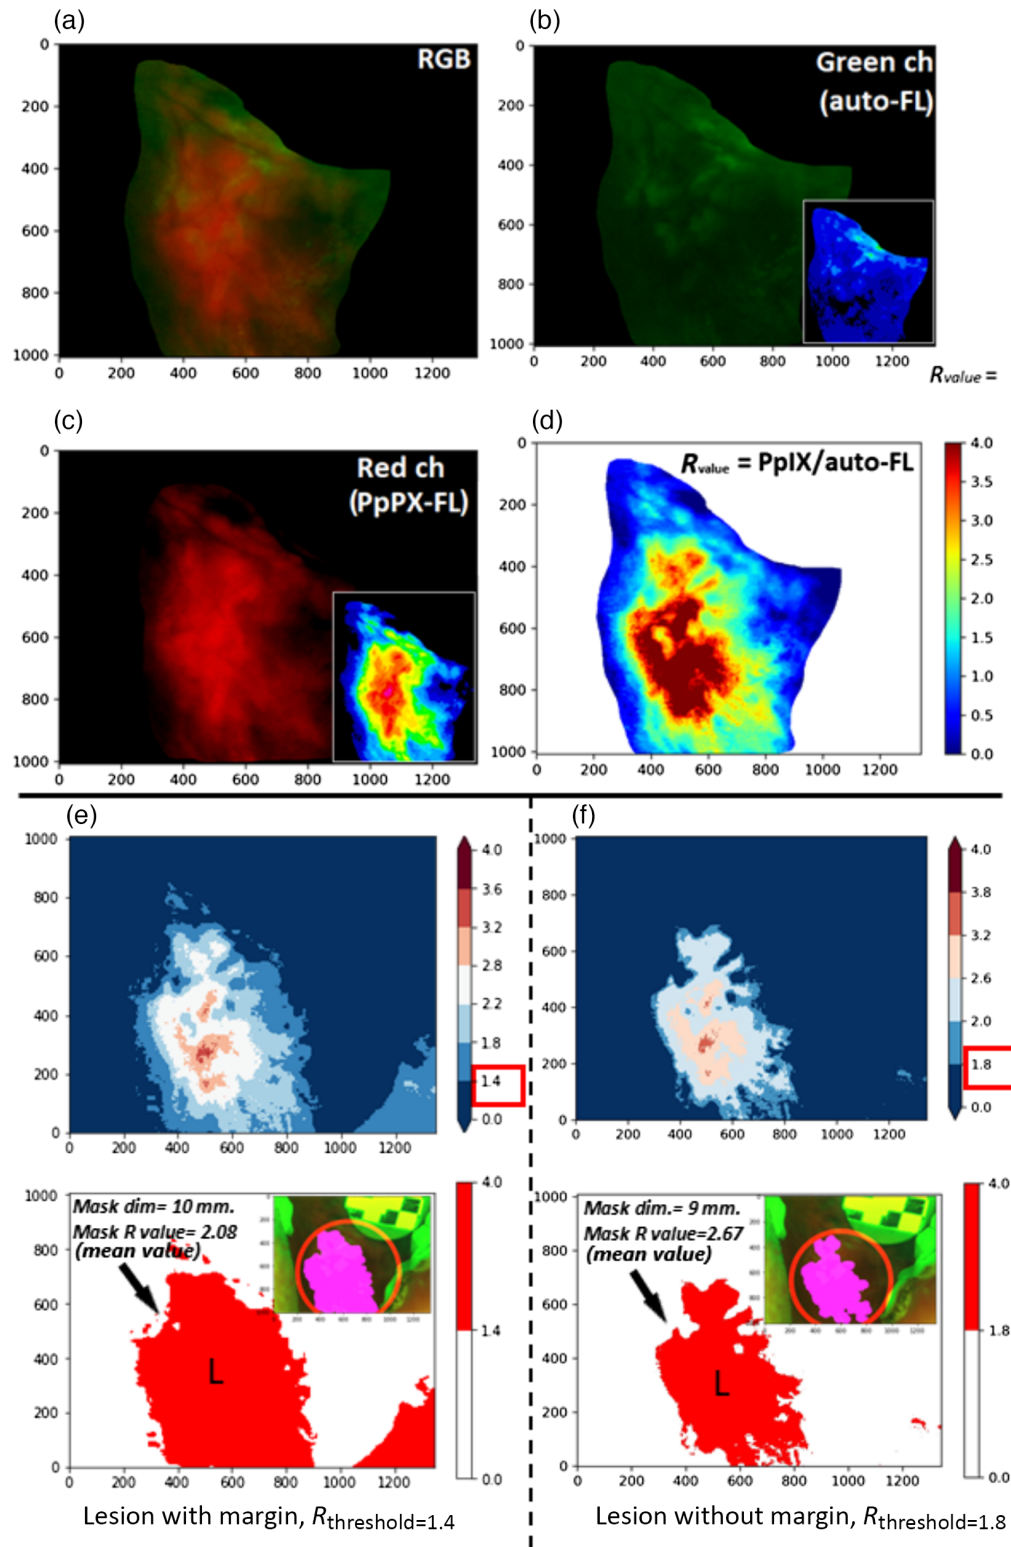 (a)
RGB
0
200
400
600
800
1000
0 200 400 600 800 1000 1200
(b)
Green ch
(auto-FL)
0
200
400
600
800
1000
0 200 400 600 800 1000 1200
Rvalue =
(c)
Red ch
(PpPX-FL)
0
200
400
600
800
1000
0 200 400 600 800 1000 1200
(d)
Rvalue = PpIX/auto-FL
0
200
400
600
800
1000
0 200 400 600 800 1000 1200
4.0
3.5
3.0
2.5
2.0
1.5
1.0
0.5
0.0
(e)
1000
800
600
400
200
0
0 200 400 600 800 1000 1200
4.0
3.6
3.2
2.8
2.2
1.8
1.4
0.0
(f)
1000
800
600
400
200
0
0 200 400 600 800 1000 1200
4.0
3.8
3.2
2.6
2.0
1.8
0.0
Mask dim= 10 mm.
Mask R value= 2.08
(mean value)
L
1000
800
600
400
200
0
0 200 400 600 800 1000 1200
4.0
1.4
0.0
Lesion with margin, Rthreshold=1.4
Mask dim.= 9 mm.
Mask R value=2.67
(mean value)
L
1000
800
600
400
200
0
0 200 400 600 800 1000 1200
4.0
1.8
0.0
Lesion without margin, Rthreshold=1.8